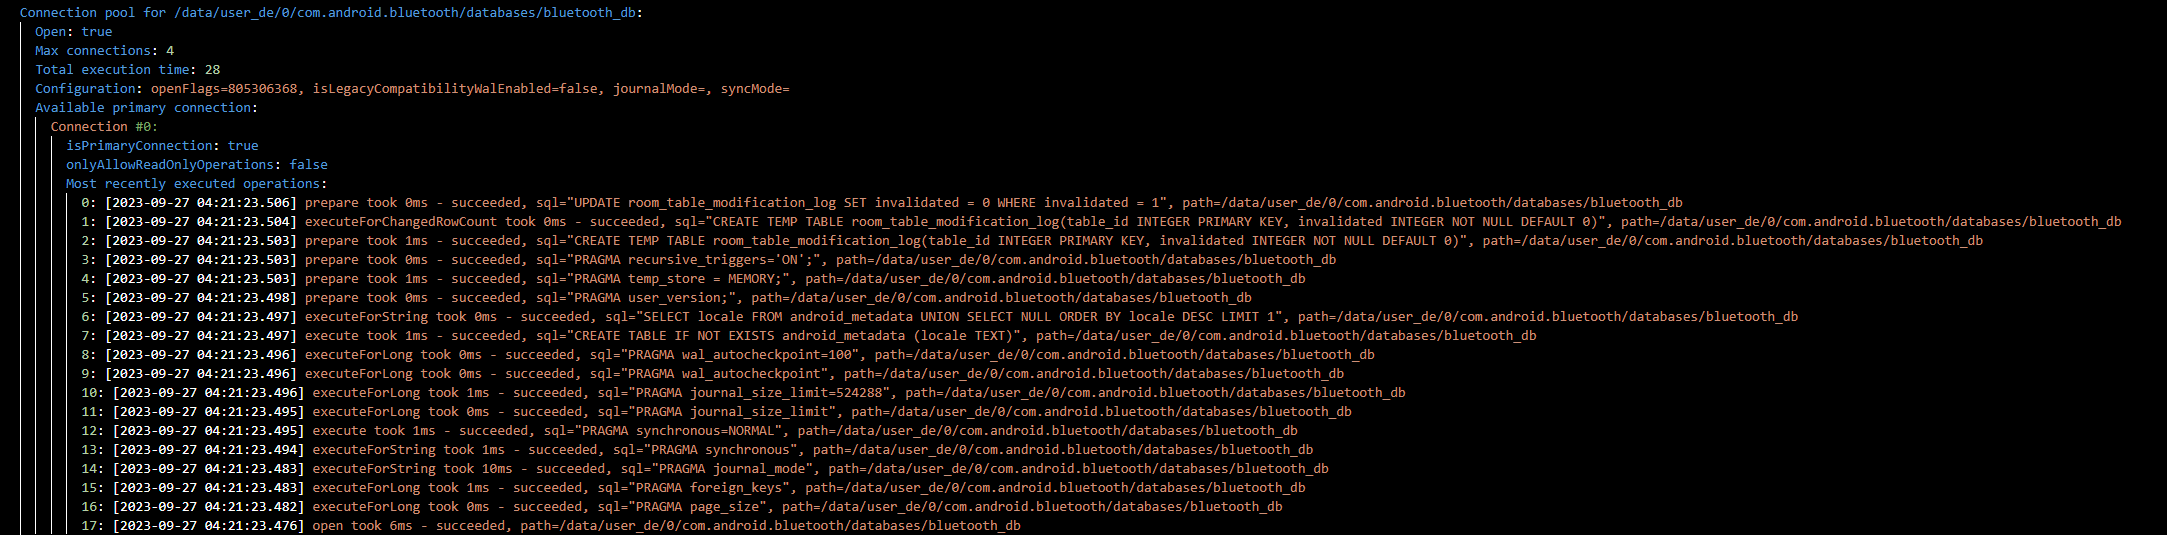 Connection pool for /data/user_de/0/com.android.bluetooth/databases/bluetooth_db:
Open: true
Max connections: 4
Total execution time: 28
Configuration: openFlags=805306368, isLegacyCompatibilityWalEnabled=false, journalMode=, syncMode=
Available primary connection:
Connection #0:
isPrimaryConnection: true
onlyAllowReadOnlyOperations: false
Most recently executed operations:
0: [2023-09-27 04:21:23.506] prepare took 0ms - succeeded, sql="UPDATE room_table_modification_log SET invalidated = 0 WHERE invalidated = 1", path=/data/user_de/0/com.android.bluetooth/databases/bluetooth_db
1: [2023-09-27 04:21:23.504] executeForChangedRowCount took 0ms - succeeded, sql="CREATE TEMP TABLE room_table_modification_log(table_id INTEGER PRIMARY KEY, invalidated INTEGER NOT NULL DEFAULT 0)", path=/data/user_de/0/com.android.bluetooth/databases/bluetooth_db
2: [2023-09-27 04:21:23.503] prepare took 1ms - succeeded, sql="CREATE TEMP TABLE room_table_modification_log(table_id INTEGER PRIMARY KEY, invalidated INTEGER NOT NULL DEFAULT 0)", path=/data/user_de/0/com.android.bluetooth/databases/bluetooth_db
3: [2023-09-27 04:21:23.503] prepare took 0ms - succeeded, sql="PRAGMA recursive_triggers='ON';", path=/data/user_de/0/com.android.bluetooth/databases/bluetooth_db
4: [2023-09-27 04:21:23.503] prepare took 1ms - succeeded, sql="PRAGMA temp_store = MEMORY;", path=/data/user_de/0/com.android.bluetooth/databases/bluetooth_db
5: [2023-09-27 04:21:23.498] prepare took 0ms - succeeded, sql="PRAGMA user_version;", path=/data/user_de/0/com.android.bluetooth/databases/bluetooth_db
6: [2023-09-27 04:21:23.497] executeForString took 0ms - succeeded, sql="SELECT locale FROM android_metadata UNION SELECT NULL ORDER BY locale DESC LIMIT 1", path=/data/user_de/0/com.android.bluetooth/databases/bluetooth_db
7: [2023-09-27 04:21:23.497] execute took 1ms - succeeded, sql="CREATE TABLE IF NOT EXISTS android_metadata (locale TEXT)", path=/data/user_de/0/com.android.bluetooth/databases/bluetooth_db
8: [2023-09-27 04:21:23.496] executeForLong took 0ms - succeeded, sql="PRAGMA wal_autocheckpoint=100", path=/data/user_de/0/com.android.bluetooth/databases/bluetooth_db
9: [2023-09-27 04:21:23.496] executeForLong took 0ms - succeeded, sql="PRAGMA wal_autocheckpoint", path=/data/user_de/0/com.android.bluetooth/databases/bluetooth_db
10: [2023-09-27 04:21:23.496] executeForLong took 1ms - succeeded, sql="PRAGMA journal_size_limit=524288", path=/data/user_de/0/com.android.bluetooth/databases/bluetooth_db
11: [2023-09-27 04:21:23.495] executeForLong took 0ms - succeeded, sql="PRAGMA journal_size_limit", path=/data/user_de/0/com.android.bluetooth/databases/bluetooth_db
12: [2023-09-27 04:21:23.495] execute took 1ms - succeeded, sql="PRAGMA synchronous=NORMAL", path=/data/user_de/0/com.android.bluetooth/databases/bluetooth_db
13: [2023-09-27 04:21:23.494] executeForString took 1ms - succeeded, sql="PRAGMA synchronous", path=/data/user_de/0/com.android.bluetooth/databases/bluetooth_db
14: [2023-09-27 04:21:23.483] executeForString took 10ms - succeeded, sql="PRAGMA journal_mode", path=/data/user_de/0/com.android.bluetooth/databases/bluetooth_db
15: [2023-09-27 04:21:23.483] executeForLong took 1ms - succeeded, sql="PRAGMA foreign_keys", path=/data/user_de/0/com.android.bluetooth/databases/bluetooth_db
16: [2023-09-27 04:21:23.482] executeForLong took 0ms - succeeded, sql="PRAGMA page_size", path=/data/user_de/0/com.android.bluetooth/databases/bluetooth_db
17: [2023-09-27 04:21:23.476] open took 6ms - succeeded, path=/data/user_de/0/com.android.bluetooth/databases/bluetooth_db